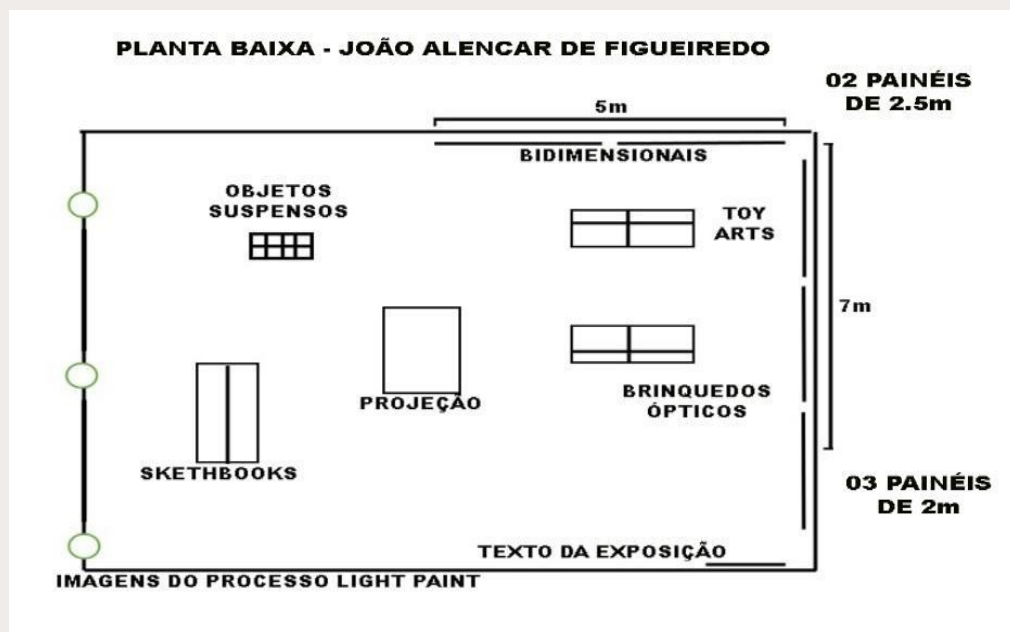 PLANTA BAIXA - JOÃO ALENCAR DE FIGUEIREDO
02 PAINÉIS
DE 2.5m
5m
BIDIMENSIONAIS
OBJETOS
SUSPENSOS
TOY
ARTS
7m
PROJEÇÃO
BRINQUEDOS
ÓPTICOS
SKETHBOOKS
03 PAINÉIS
DE 2m
TEXTO DA EXPOSIÇÃO
IMAGENS DO PROCESSO LIGHT PAINT